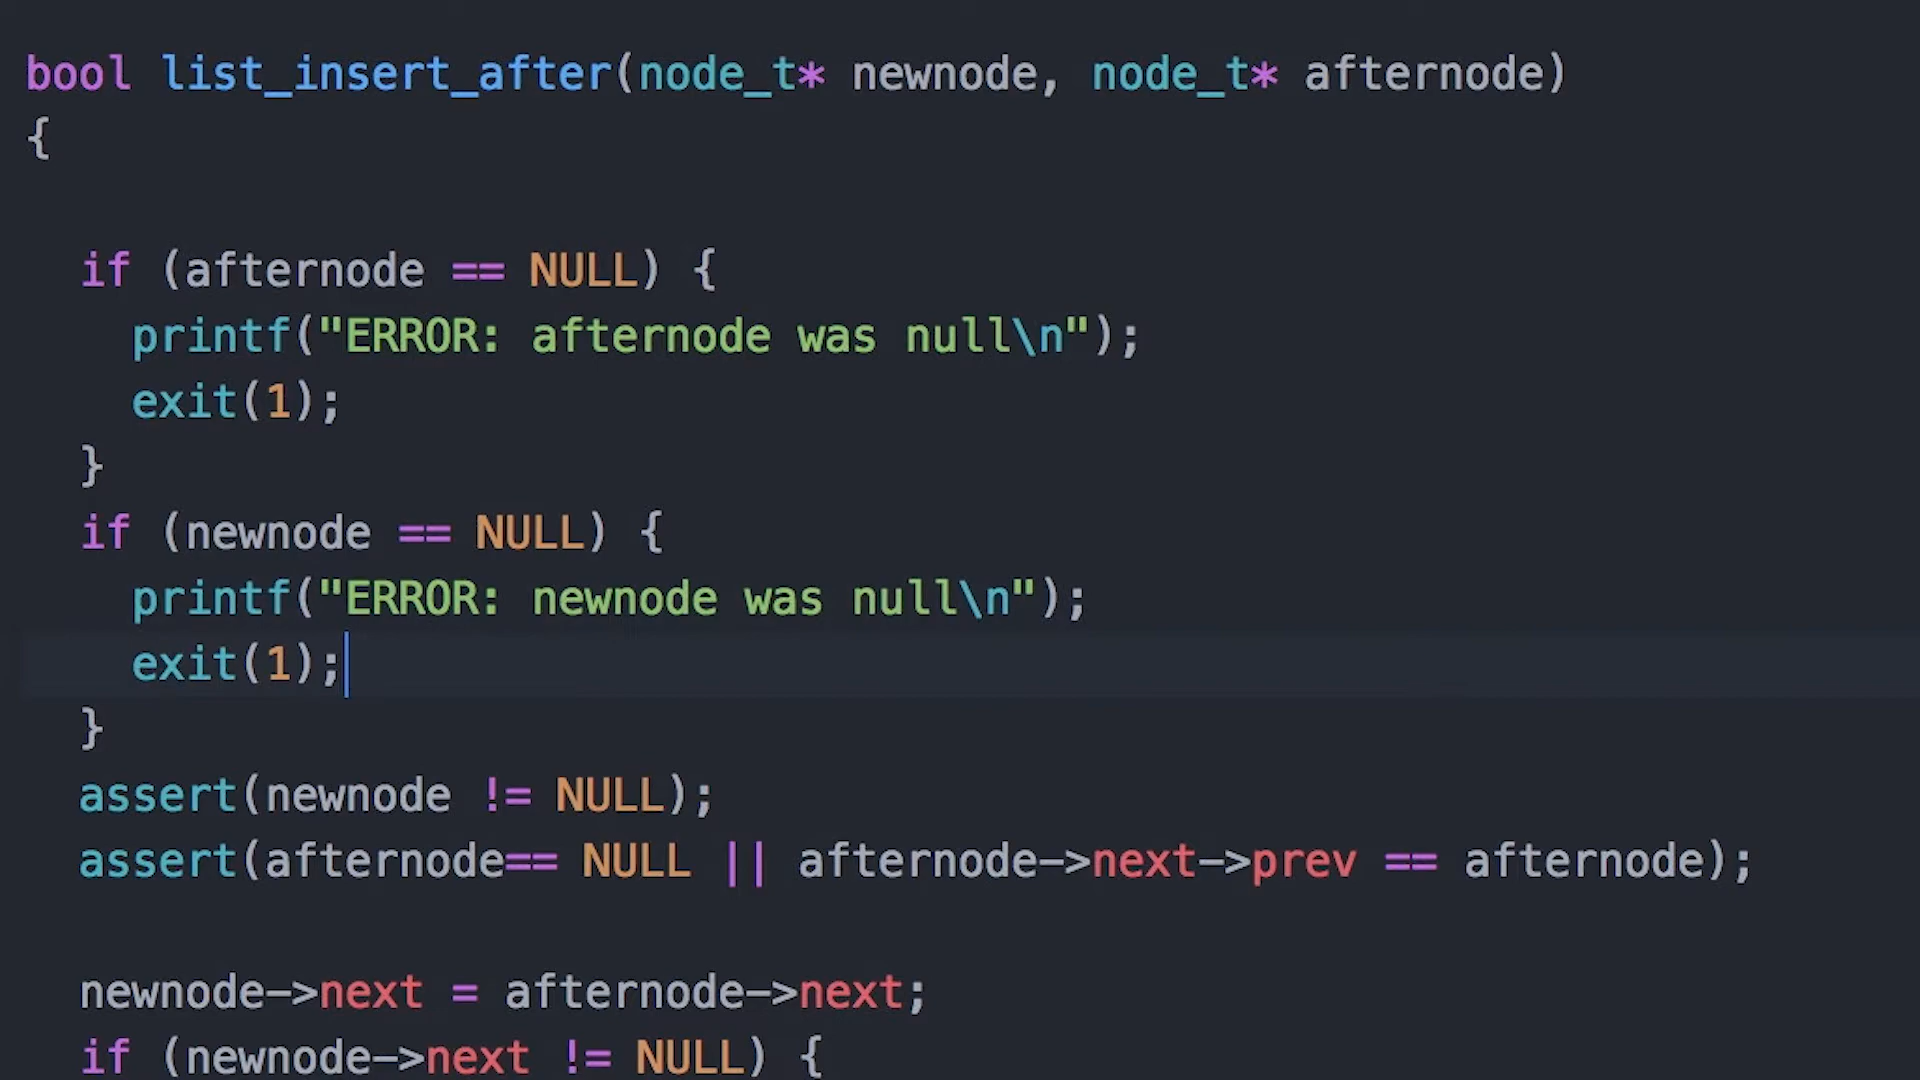 bool list_insert_after(node_t* newnode, node_t* afternode)
{
if (afternode == NULL) {
printf("ERROR: afternode was null\n");
exit(1);
}
if (newnode == NULL) {
printf("ERROR: newnode was null\n");
exit(1);
}
assert(newnode != NULL);
assert(afternode== NULL || afternode->next->prev == afternode);
newnode->next = afternode->next;
if (newnode->next != NULL) {